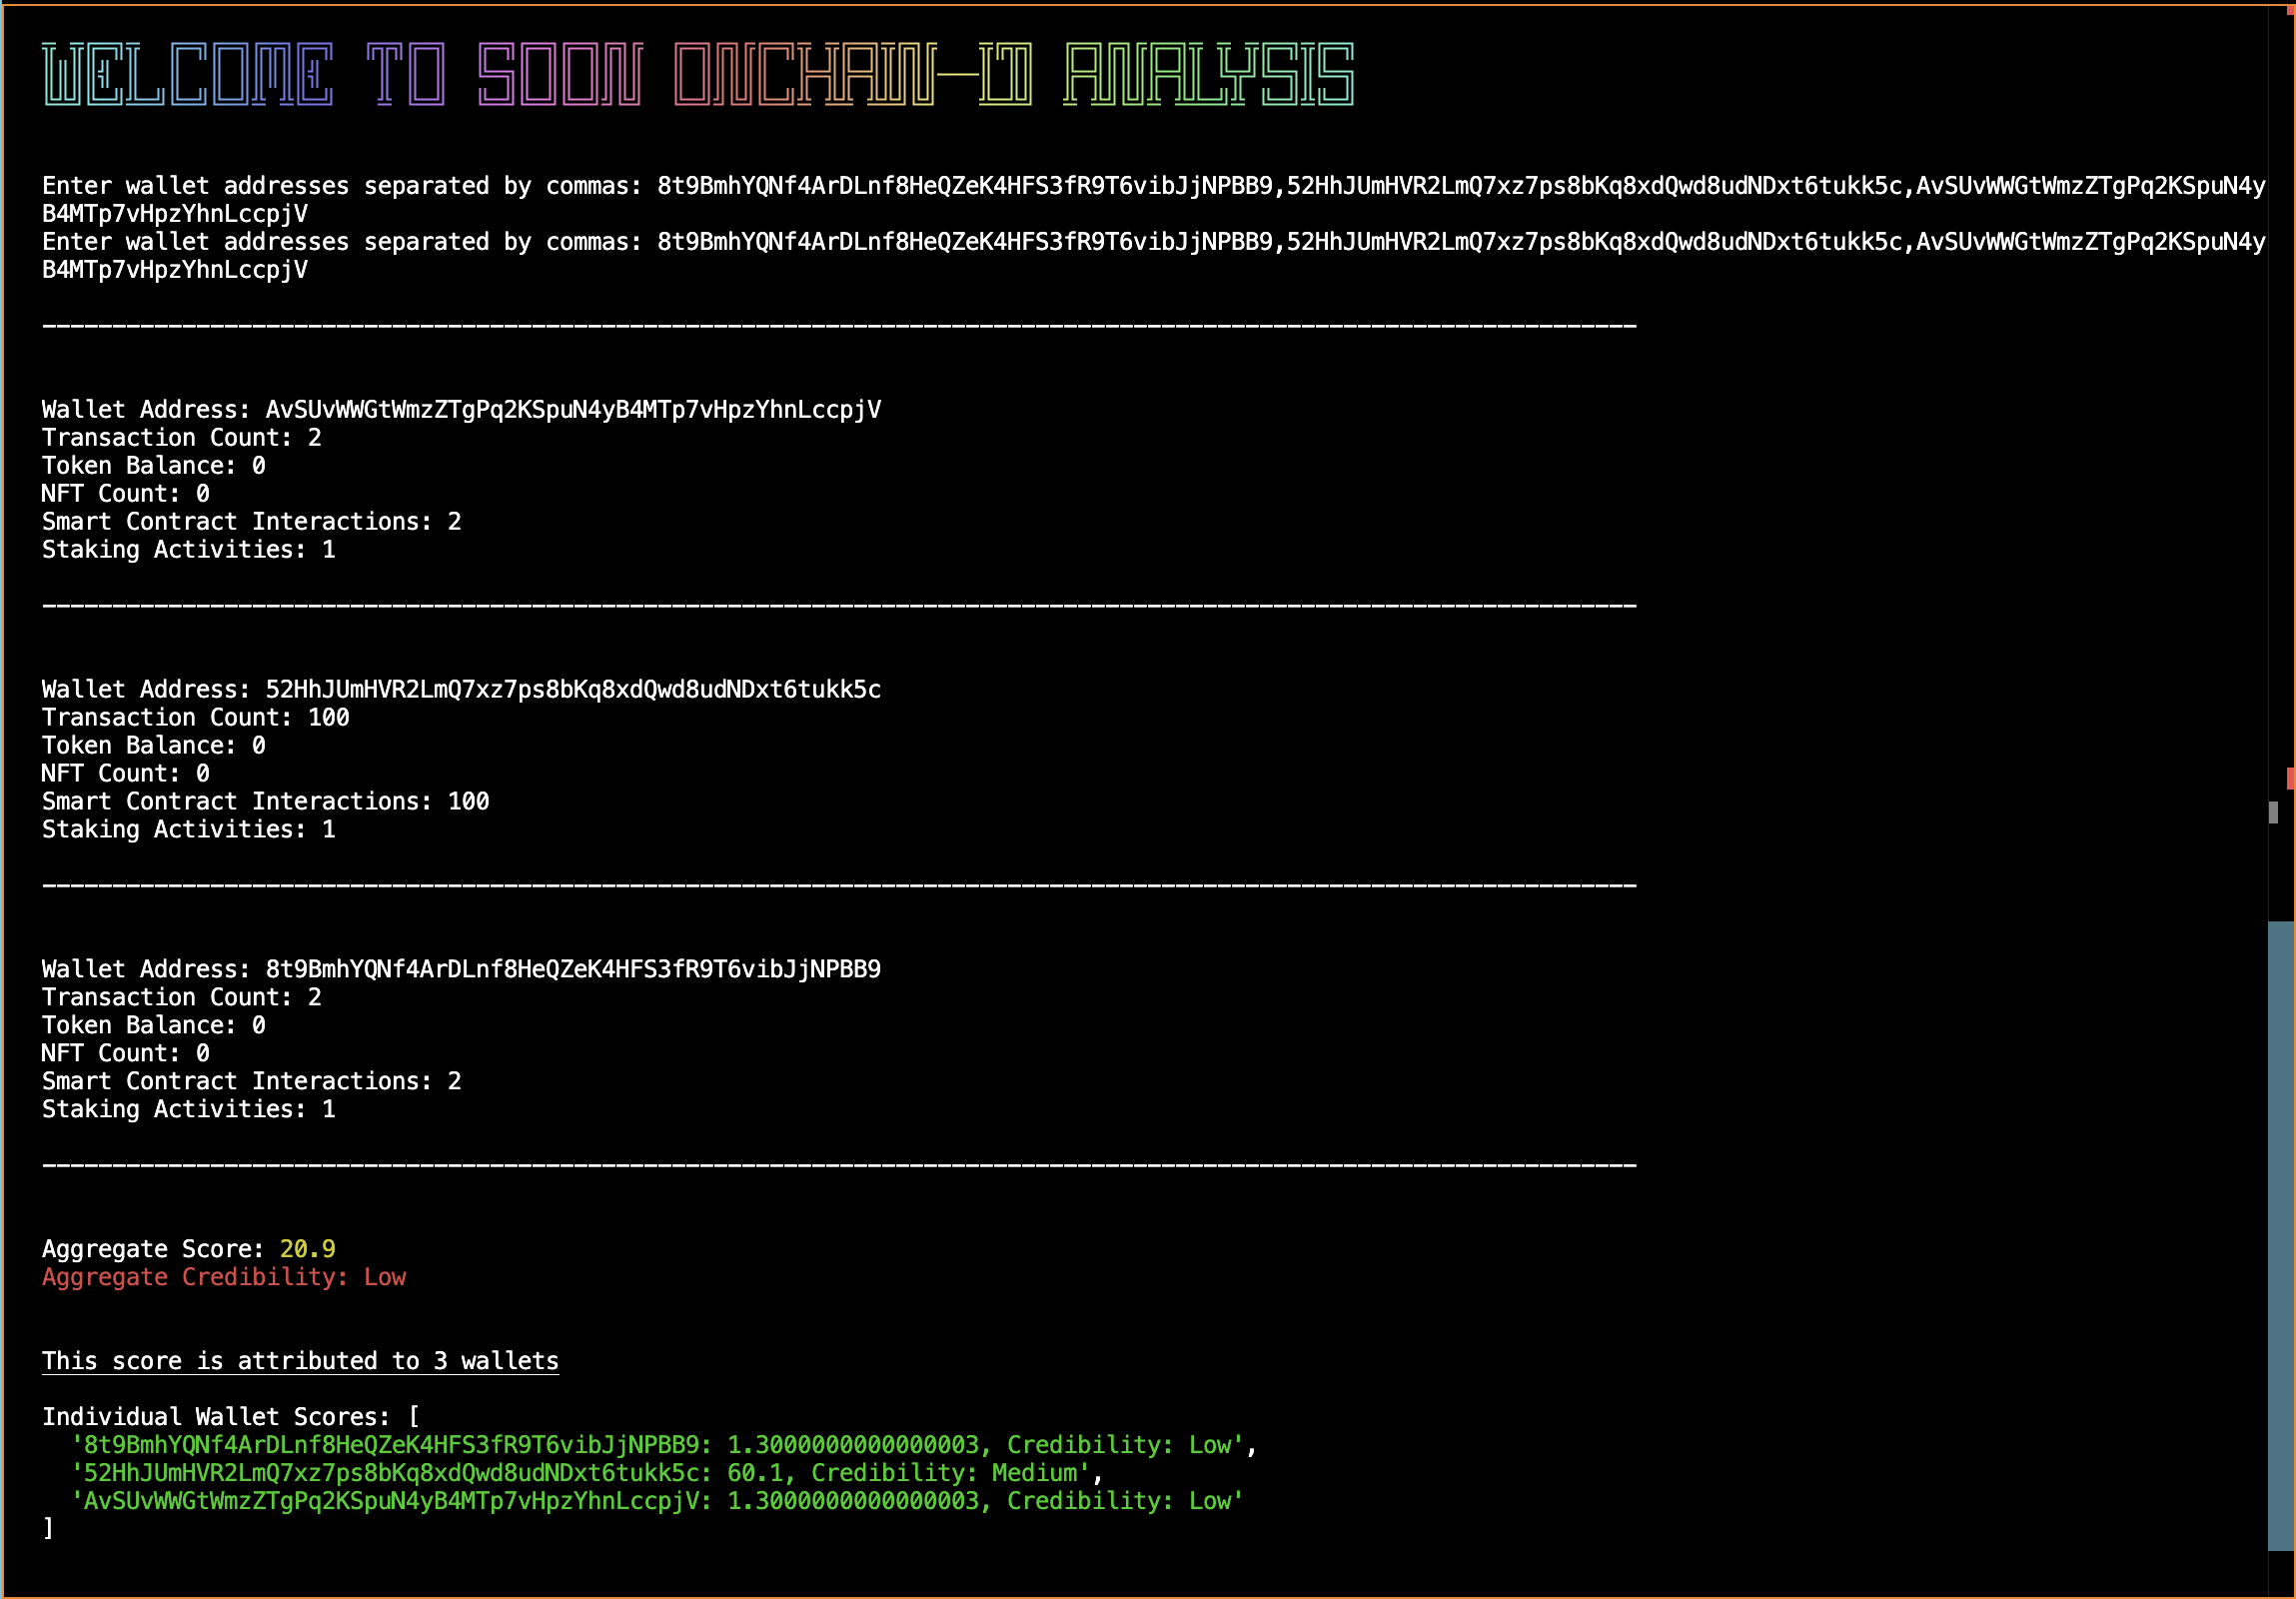 WELCOME TO SOON ONCHAIN-ID ANALYSIS
Enter wallet addresses separated by commas: 8t9BmhYQNf4ArDLnf8HeQZeK4HFS3fR9T6vibJjNPBB9,52HhJUmHVR2LmQ7xz7ps8bKq8xdQwd8udNDxt6tukk5c,AvSUvWWGtWmzZTgPq2KSpuN4y
B4MTp7vHpzYhnLccpjV
Enter wallet addresses separated by commas: 8t9BmhYQNf4ArDLnf8HeQZeK4HFS3fR9T6vibJjNPBB9,52HhJUmHVR2LmQ7xz7ps8bKq8xdQwd8udNDxt6tukk5c,AvSUvWWGtWmzZTgPq2KSpuN4y
B4MTp7vHpzYhnLccpjV
Wallet Address: AvSUvWWGtWmzZTgPq2KSpuN4yB4MTp7vHpzYhnLccpjV
Transaction Count: 2
Token Balance: 0
NFT Count: 0
Smart Contract Interactions: 2
Staking Activities: 1
Wallet Address: 52HhJUmHVR2LmQ7xz7ps8bKq8xdQwd8udNDxt6tukk5c
Transaction Count: 100
Token Balance: 0
NFT Count: 0
Smart Contract Interactions: 100
Staking Activities: 1
Wallet Address: 8t9BmhYQNf4ArDLnf8HeQZeK4HFS3fR9T6vibJjNPBB9
Transaction Count: 2
Token Balance: 0
NFT Count: 0
Smart Contract Interactions: 2
Staking Activities: 1
Aggregate Score: 20.9
Aggregate Credibility: Low
This score is attributed to 3 wallets
Individual Wallet Scores: [
'8t9BmhYQNf4ArDLnf8HeQZeK4HFS3fR9T6vibJjNPBB9: 1.3000000000000003, Credibility: Low',
'52HhJUmHVR2LmQ7xz7ps8bKq8xdQwd8udNDxt6tukk5c: 60.1, Credibility: Medium',
'AvSUvWWGtWmzZTgPq2KSpuN4yB4MTp7vHpzYhnLccpjV: 1.3000000000000003, Credibility: Low'
]